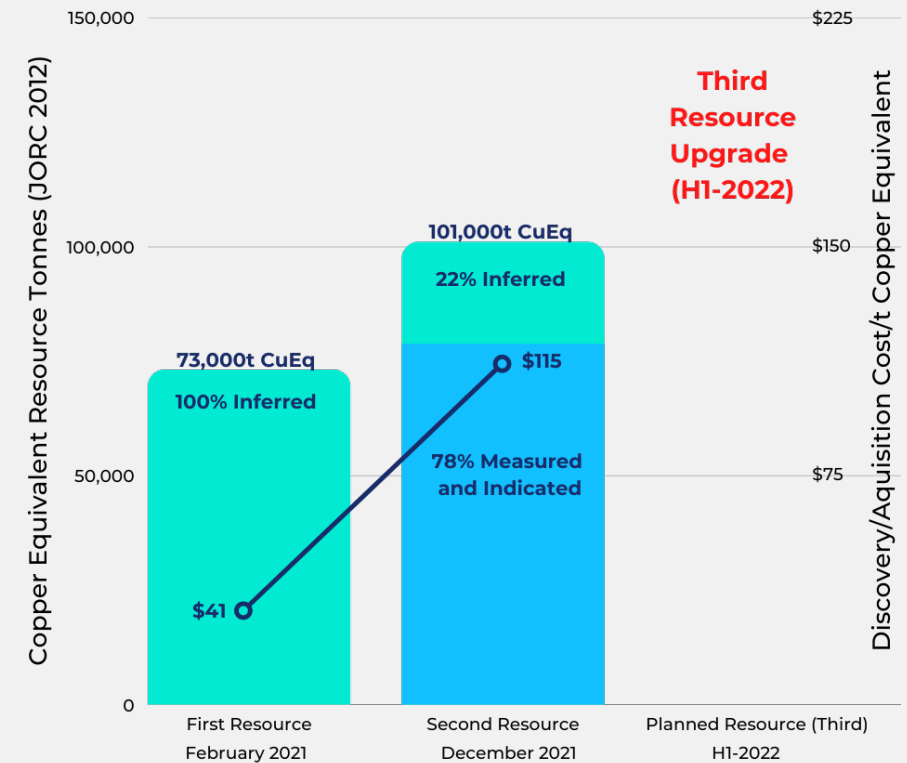 150,000
$225
Copper Equivalent Resource Tonnes (JORC 2012)
Discovery/Aquisition Cost/t Copper Equivalent
Third
Resource
Upgrade
(H1-2022)
101,000t CuEq
100,000
$150
22% Inferred
73,000t CuEq
$115
100% Inferred
78% Measured
and Indicated
50,000
$75
$41
0
First Resource
February 2021
Second Resource
December 2021
Planned Resource (Third)
H1-2022